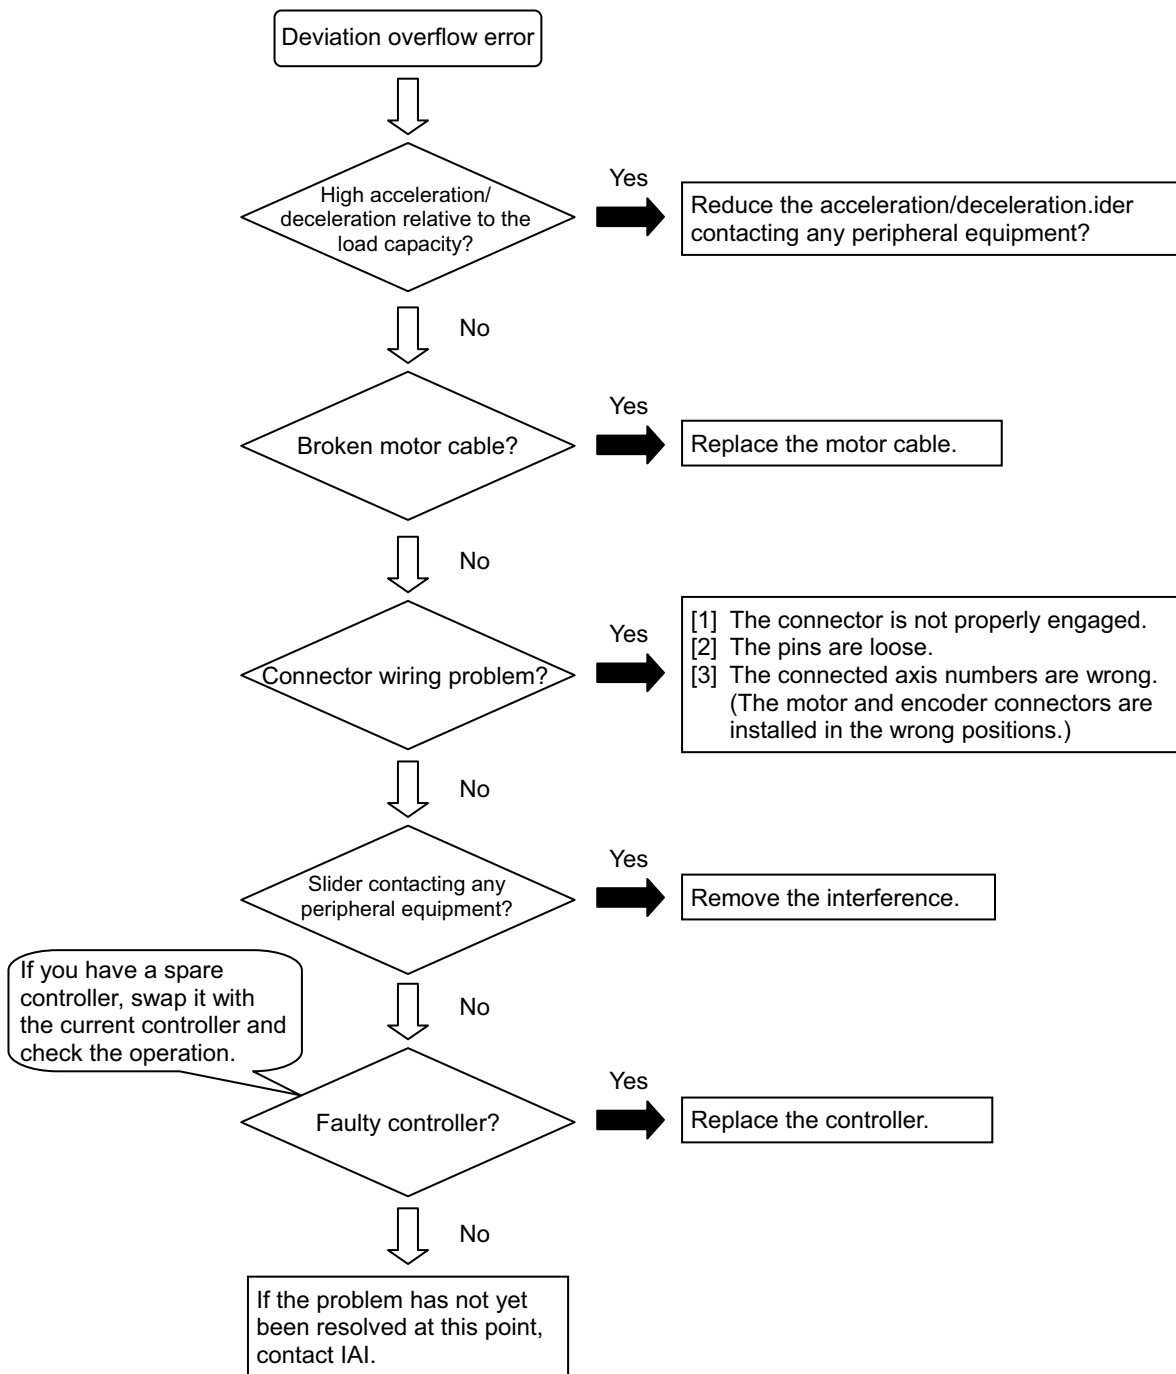 Deviation overflow error
High acceleration/
deceleration relative to the
load capacity?
Yes
Reduce the acceleration/deceleration.ider
contacting any peripheral equipment?
No
Broken motor cable?
Yes
Replace the motor cable.
No
Connector wiring problem?
Yes
[1] The connector is not properly engaged.
[2] The pins are loose.
[3] The connected axis numbers are wrong.
(The motor and encoder connectors are
installed in the wrong positions.)
No
Slider contacting any
peripheral equipment?
Yes
Remove the interference.
No
If you have a spare
controller, swap it with
the current controller and
check the operation.
Faulty controller?
Yes
Replace the controller.
No
If the problem has not yet
been resolved at this point,
contact IAI.